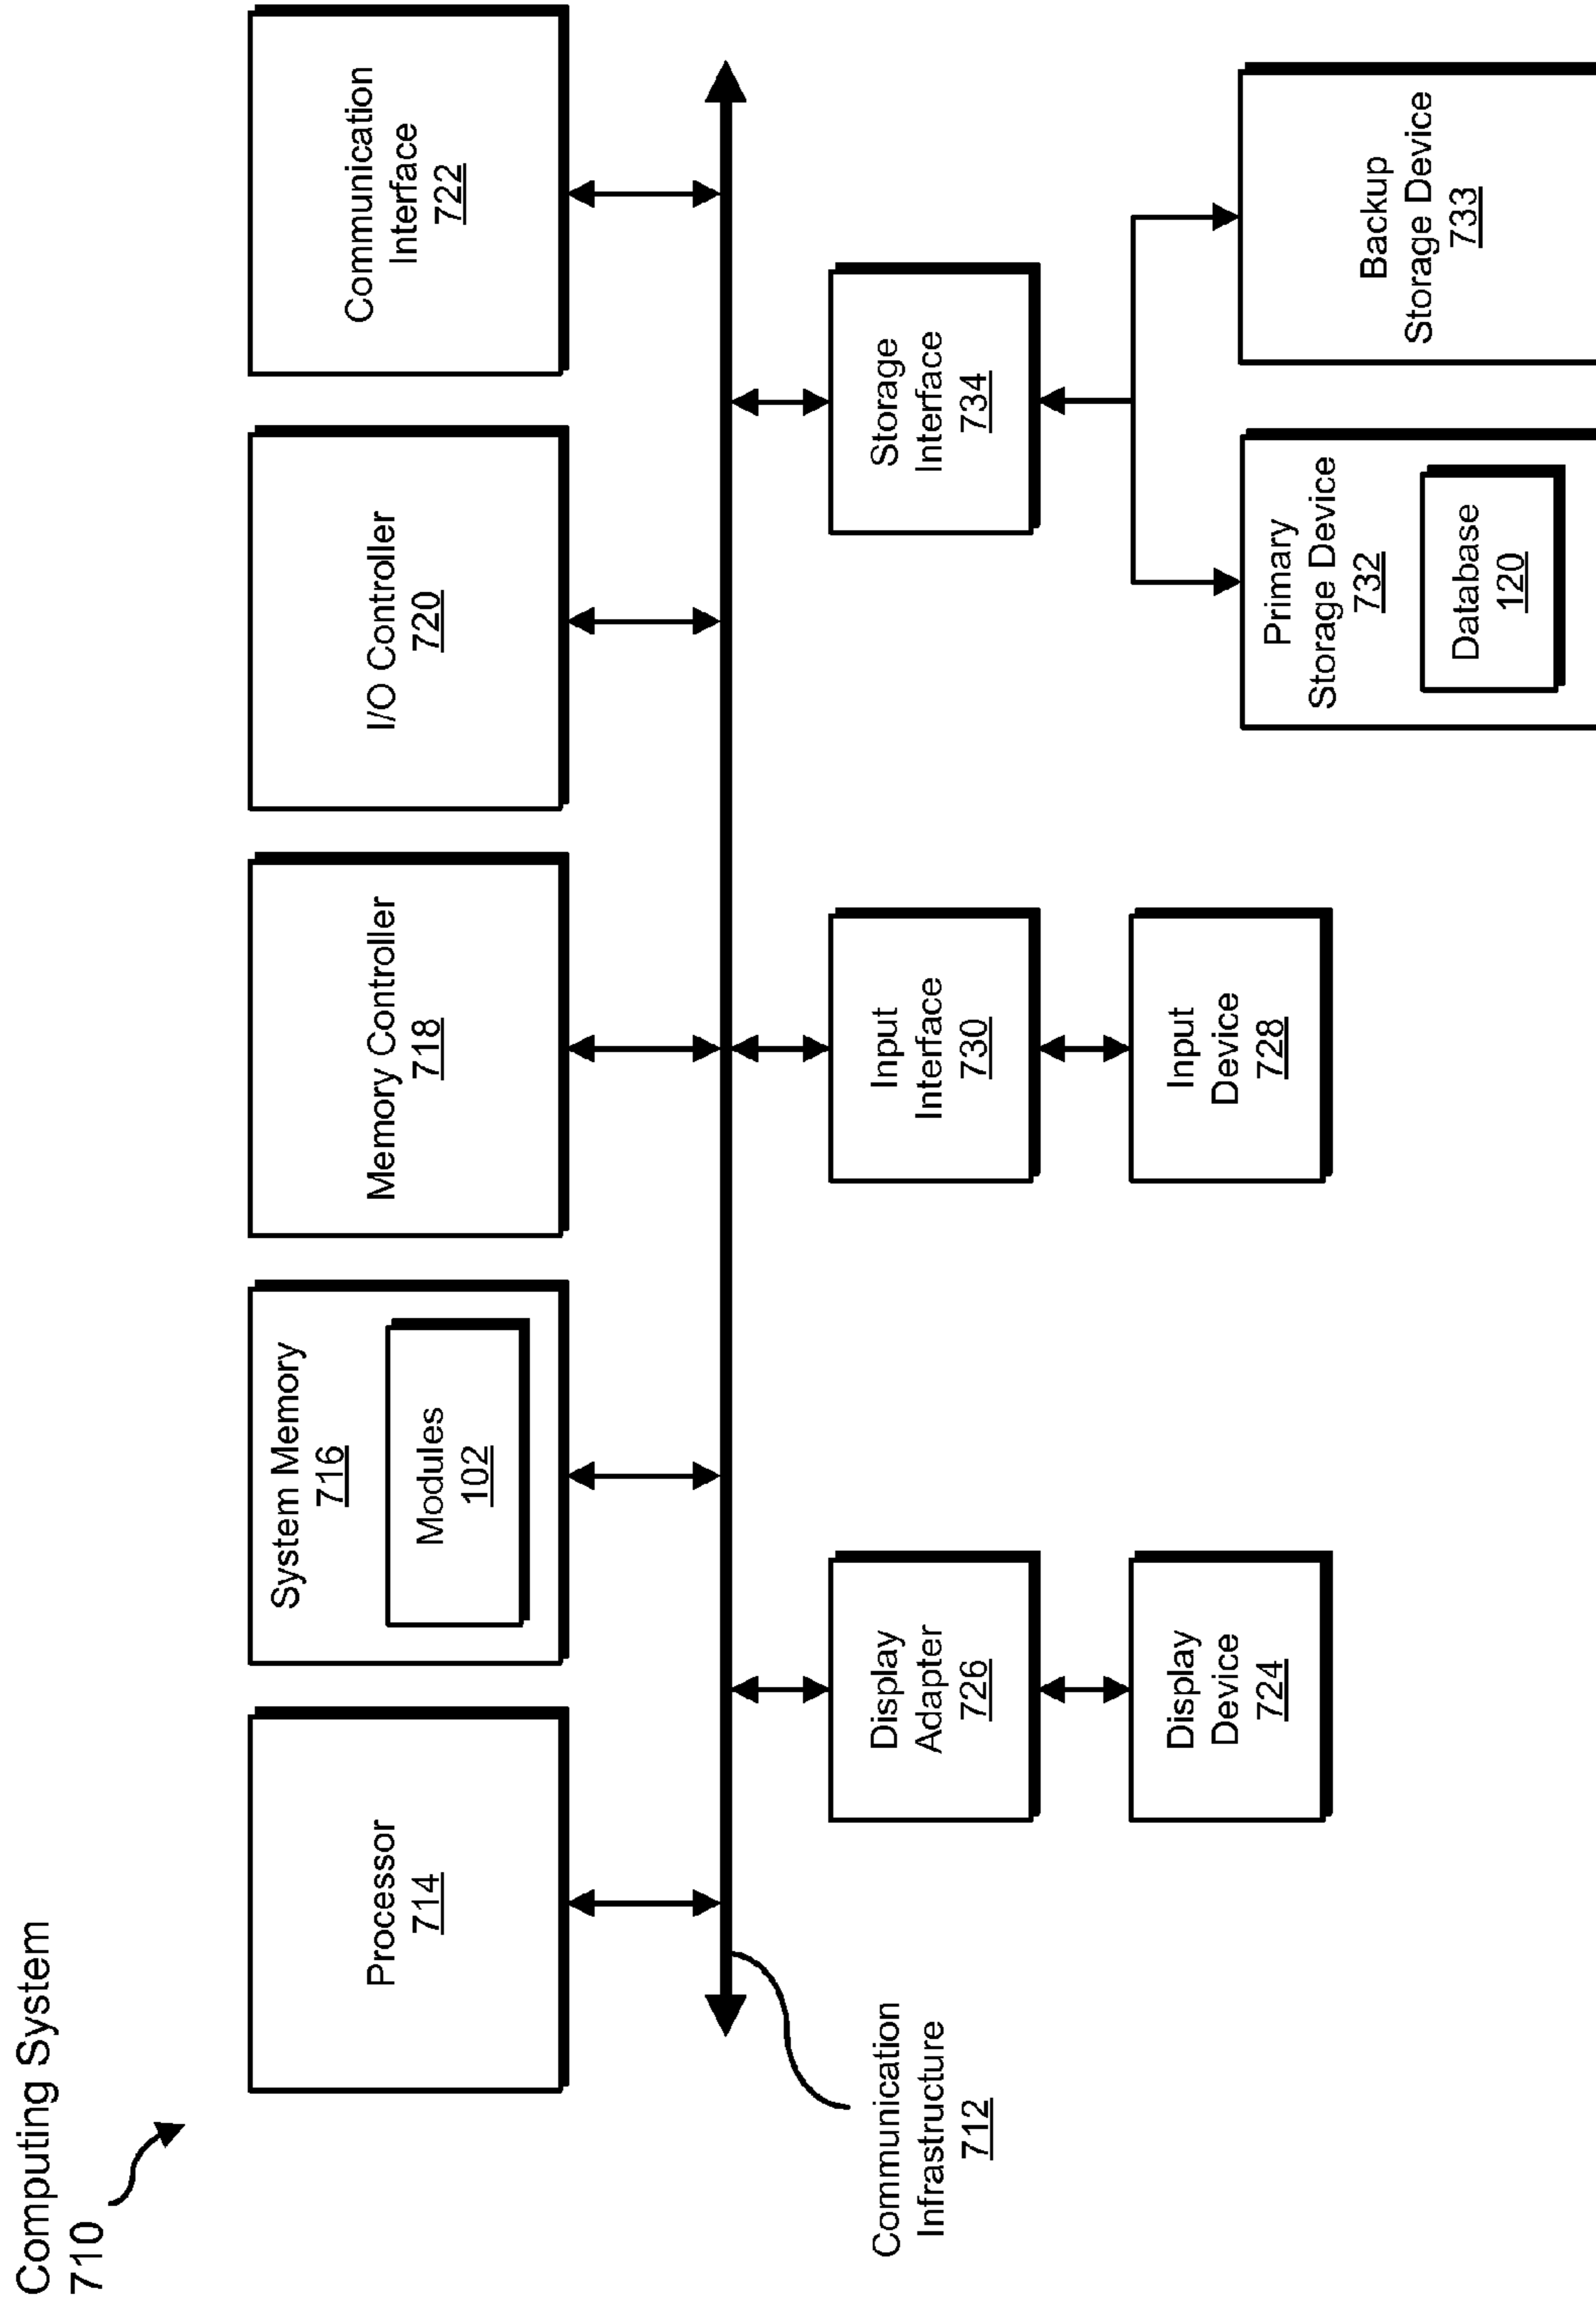 Computing System
710
Processor
714
System Memory
716
Modules
102
Memory Controller
718
I/O Controller
720
Communication
Interface
722
Communication
Infrastructure
712
Display
Adapter
726
Input
Interface
730
Storage
Interface
734
Display
Device
724
Input
Device
728
Primary
Storage Device
732
Database
120
Backup
Storage Device
733